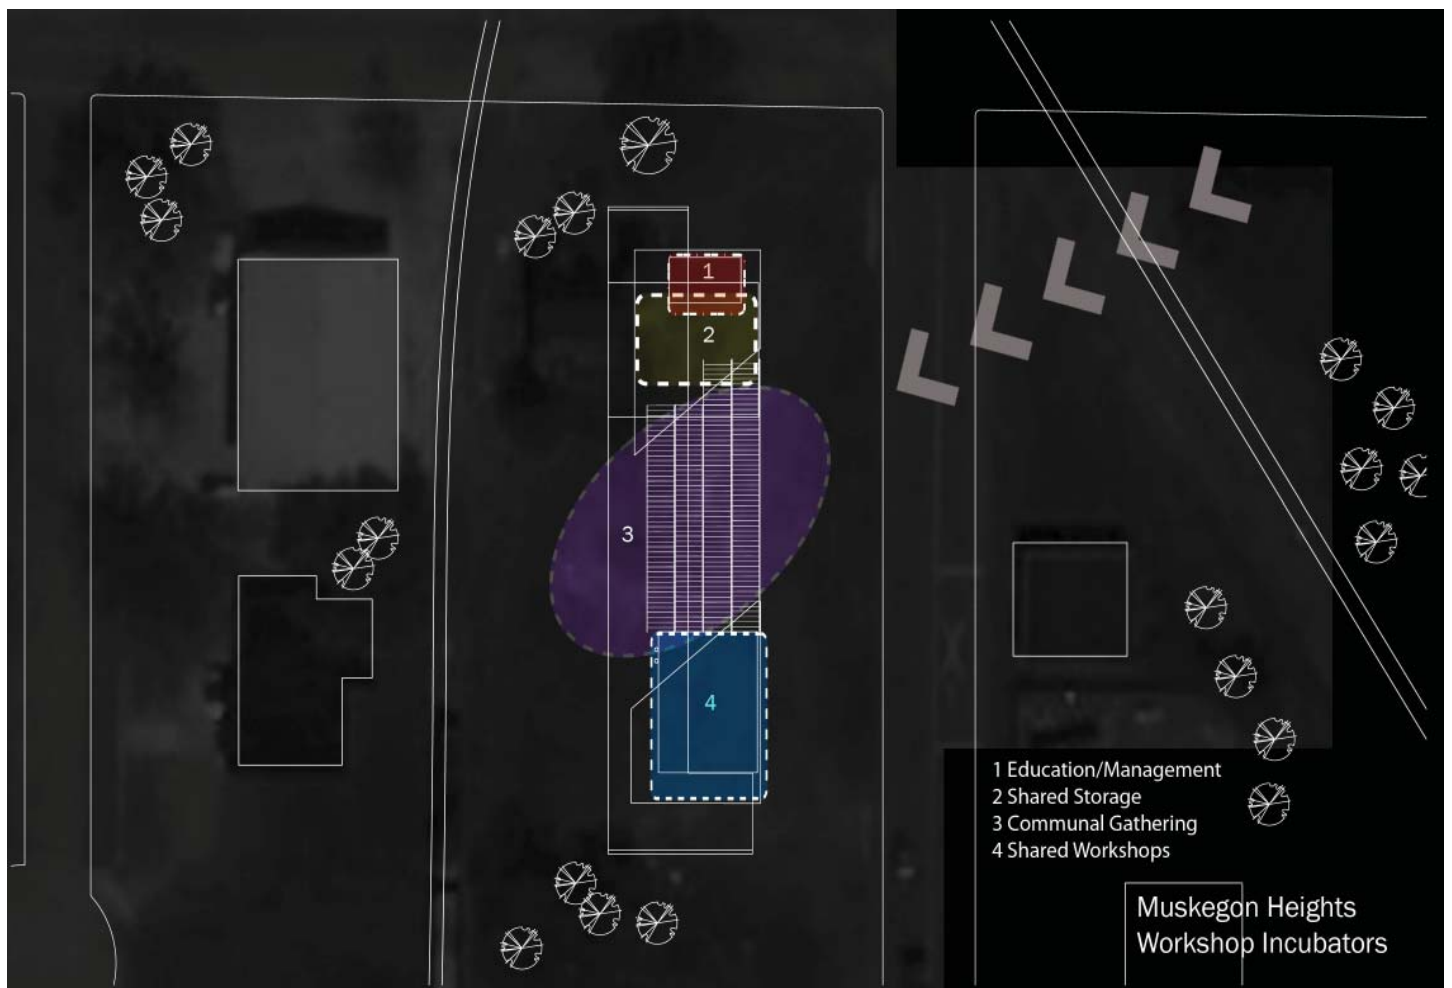 1
2
3
4
1 Education/Management
2 Shared Storage
3 Communal Gathering
4 Shared Workshops
Muskegon Heights
Workshop Incubators